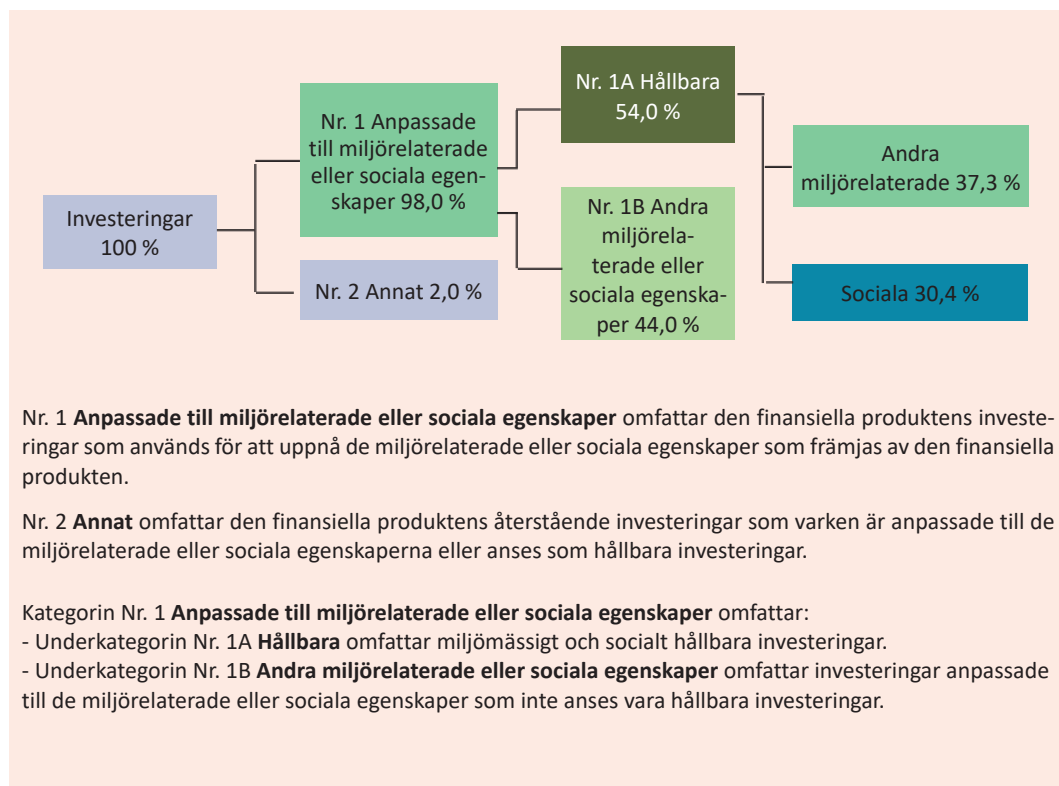 Investeringar
100 %
Nr. 1 Anpassade
till miljörelaterade
eller sociala egen-
skaper 98,0 %
Nr. 2 Annat 2,0 %
Nr. 1A Hållbara
54,0 %
Nr. 1B Andra
miljörela-
terade eller
sociala egenska-
per 44,0 %
Andra
miljörelaterade 37,3 %
Sociala 30,4 %
Nr. 1 Anpassade till miljörelaterade eller sociala egenskaper omfattar den finansiella produktens investe-
ringar som används för att uppnå de miljörelaterade eller sociala egenskaper som främjas av den finansiella
produkten.
Nr. 2 Annat omfattar den finansiella produktens återstående investeringar som varken är anpassade till de
miljörelaterade eller sociala egenskaperna eller anses som hållbara investeringar.
Kategorin Nr. 1 Anpassade till miljörelaterade eller sociala egenskaper omfattar:
- Underkategorin Nr. 1A Hållbara omfattar miljömässigt och socialt hållbara investeringar.
- Underkategorin Nr. 1B Andra miljörelaterade eller sociala egenskaper omfattar investeringar anpassade
till de miljörelaterade eller sociala egenskaper som inte anses vara hållbara investeringar.